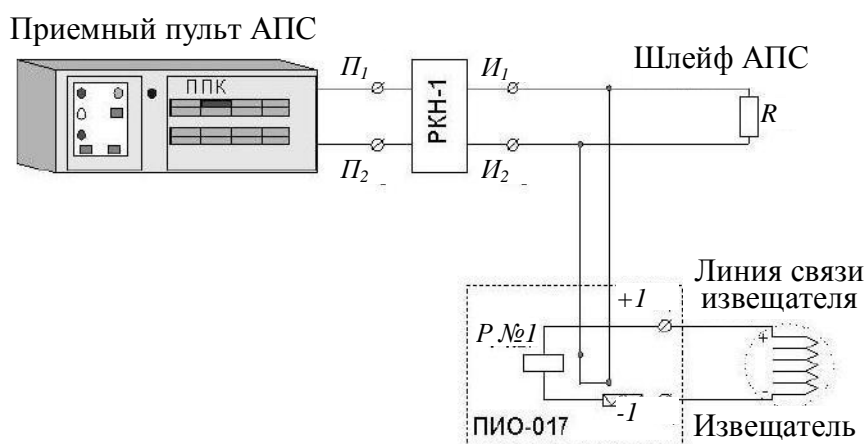 Приемный пульт АПС
ППК
П1
П2
РКН-1
И1
И2
Шлейф АПС
R
Линия связи
извещателя
+1
Р №1
+
-
-1
ПИО-017
Извещатель